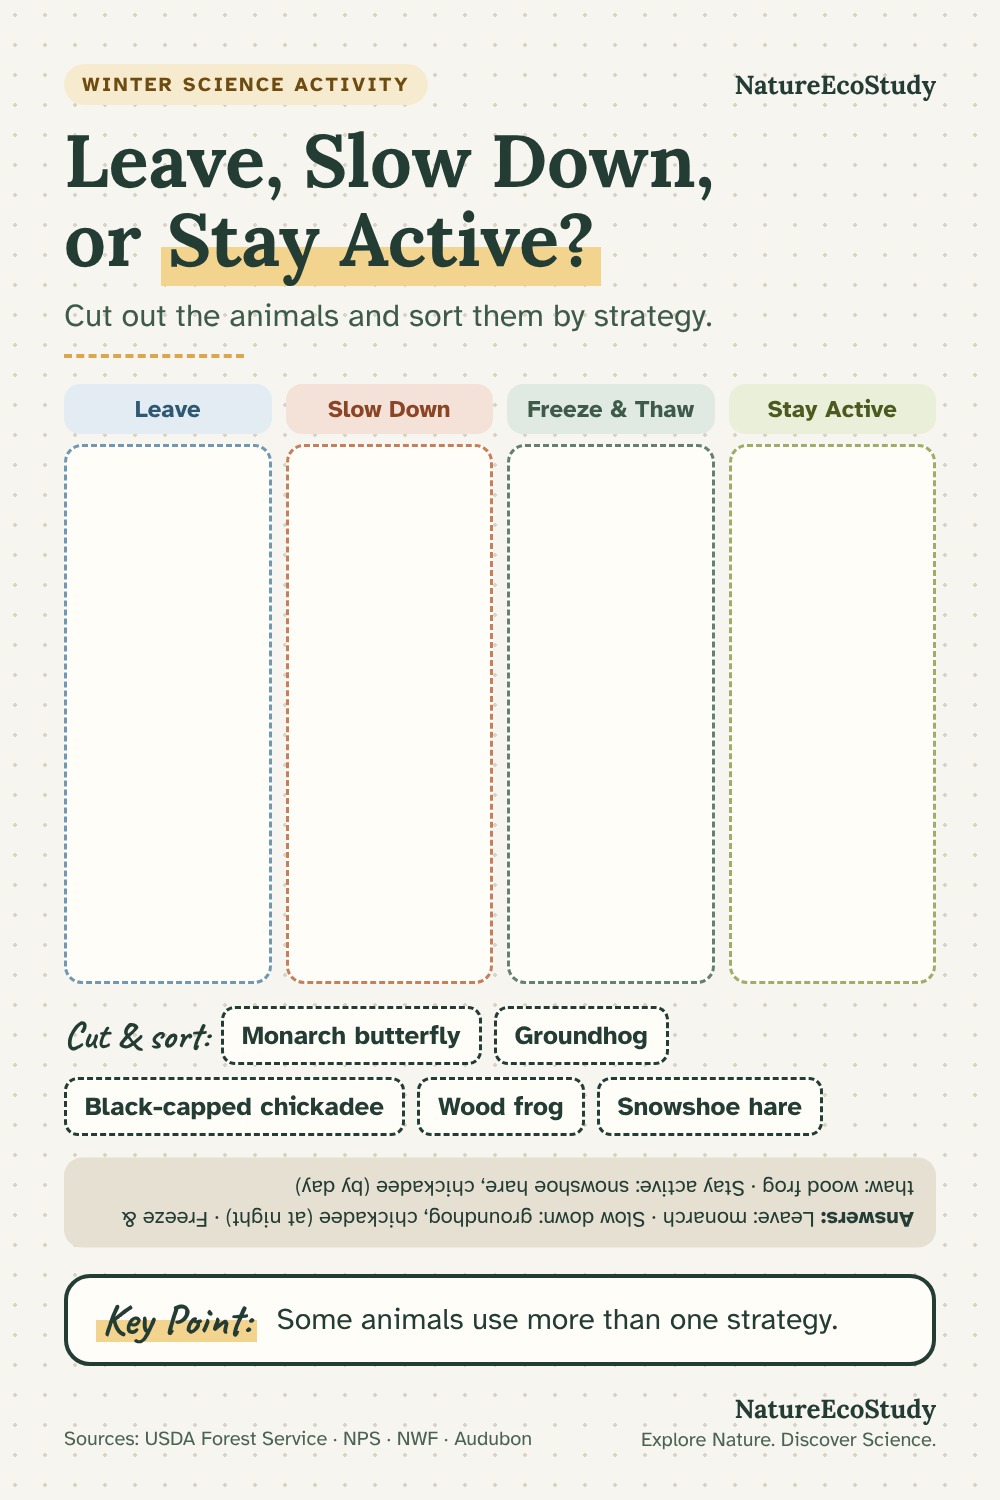 WINTER SCIENCE ACTIVITY
NatureEcoStudy
Leave, Slow Down,
or Stay Active?
Cut out the animals and sort them by strategy.
Leave
Slow Down
Freeze & Thaw
Stay Active
Cut & sort:
Monarch butterfly
Groundhog
Black-capped chickadee
Wood frog
Snowshoe hare
Answers: Leave: monarch · Slow down: groundhog, chickadee (at night) · Freeze &
thaw: wood frog · Stay active: snowshoe hare, chickadee (by day)
Key Point: Some animals use more than one strategy.
NatureEcoStudy
Sources: USDA Forest Service · NPS · NWF · Audubon
Explore Nature. Discover Science.